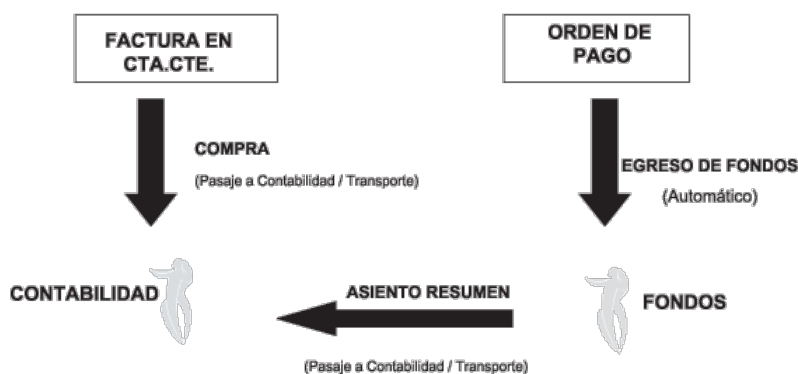 FACTURA EN
CTA.CTE.
ORDEN DE
PAGO
COMPRA
(Pasaje a Contabilidad / Transporte)
EGRESO DE FONDOS
(Automático)
CONTABILIDAD
ASIENTO RESUMEN
FONDOS
(Pasaje a Contabilidad / Transporte)